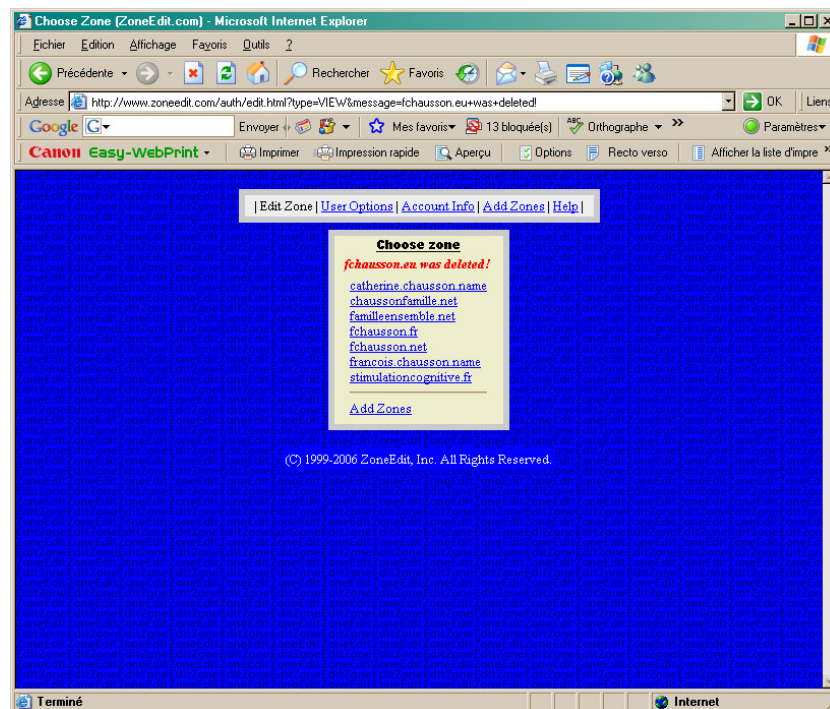 Choose Zone (ZoneEdit.com) - Microsoft Internet Explorer
Fichier Edition Affichage Favoris Outils ?
Précédente Rechercher Favoris
Adresse http://www.zoneedit.com/auth/edit.html?type=VIEW&message=fchausson.eu+was+deleted! OK Liens
Google G Envoyer Mes favoris 13 bloquée(s) ABC Orthographe » Paramètres
Canon Easy-WebPrint Imprimer Impression rapide Aperçu Options Recto verso Afficher la liste d'impre »
| Edit Zone | User Options | Account Info | Add Zones | Help |
Choose zone
fchausson.eu was deleted!
catherine.chausson.name
chaussonfamille.net
familleensemble.net
fchausson.fr
fchausson.net
francois.chausson.name
stimulationcognitive.fr
Add Zones
(C) 1999-2006 ZoneEdit, Inc. All Rights Reserved.
Terminé Internet